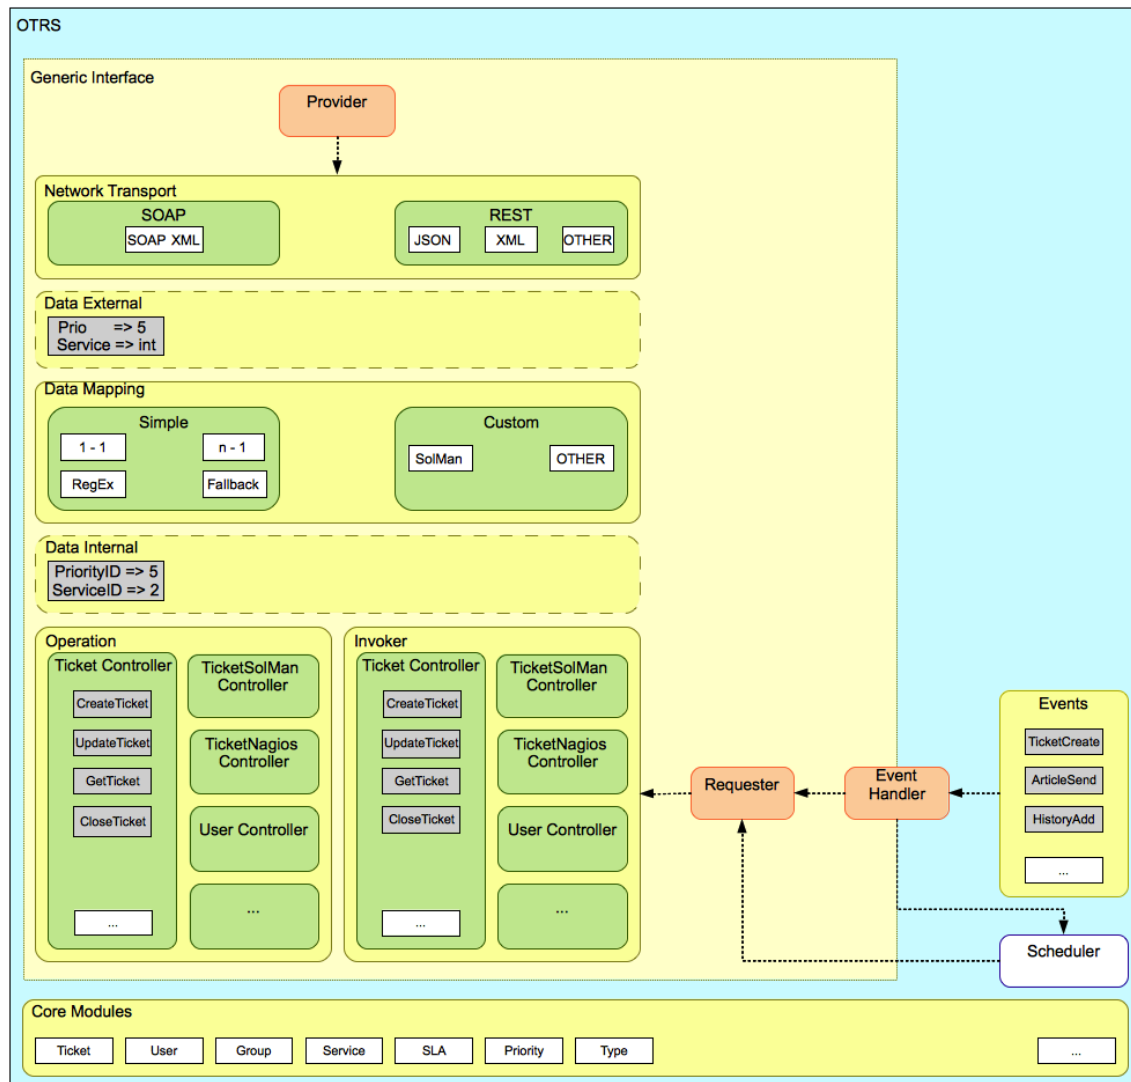 OTRS
Generic Interface
Provider
Network Transport
SOAP
SOAP XML
REST
JSON
XML
OTHER
Data External
Prio => 5
Service => int
Data Mapping
Simple
1 - 1
n - 1
RegEx
Fallback
Custom
SolMan
OTHER
Data Internal
PriorityID => 5
ServiceID => 2
Operation
Ticket Controller
CreateTicket
UpdateTicket
GetTicket
CloseTicket
...
TicketSolMan
Controller
TicketNagios
Controller
User Controller
...
Invoker
Ticket Controller
CreateTicket
UpdateTicket
GetTicket
CloseTicket
...
TicketSolMan
Controller
TicketNagios
Controller
User Controller
...
Requester
Event
Handler
Events
TicketCreate
ArticleSend
HistoryAdd
...
Scheduler
Core Modules
Ticket
User
Group
Service
SLA
Priority
Type
...